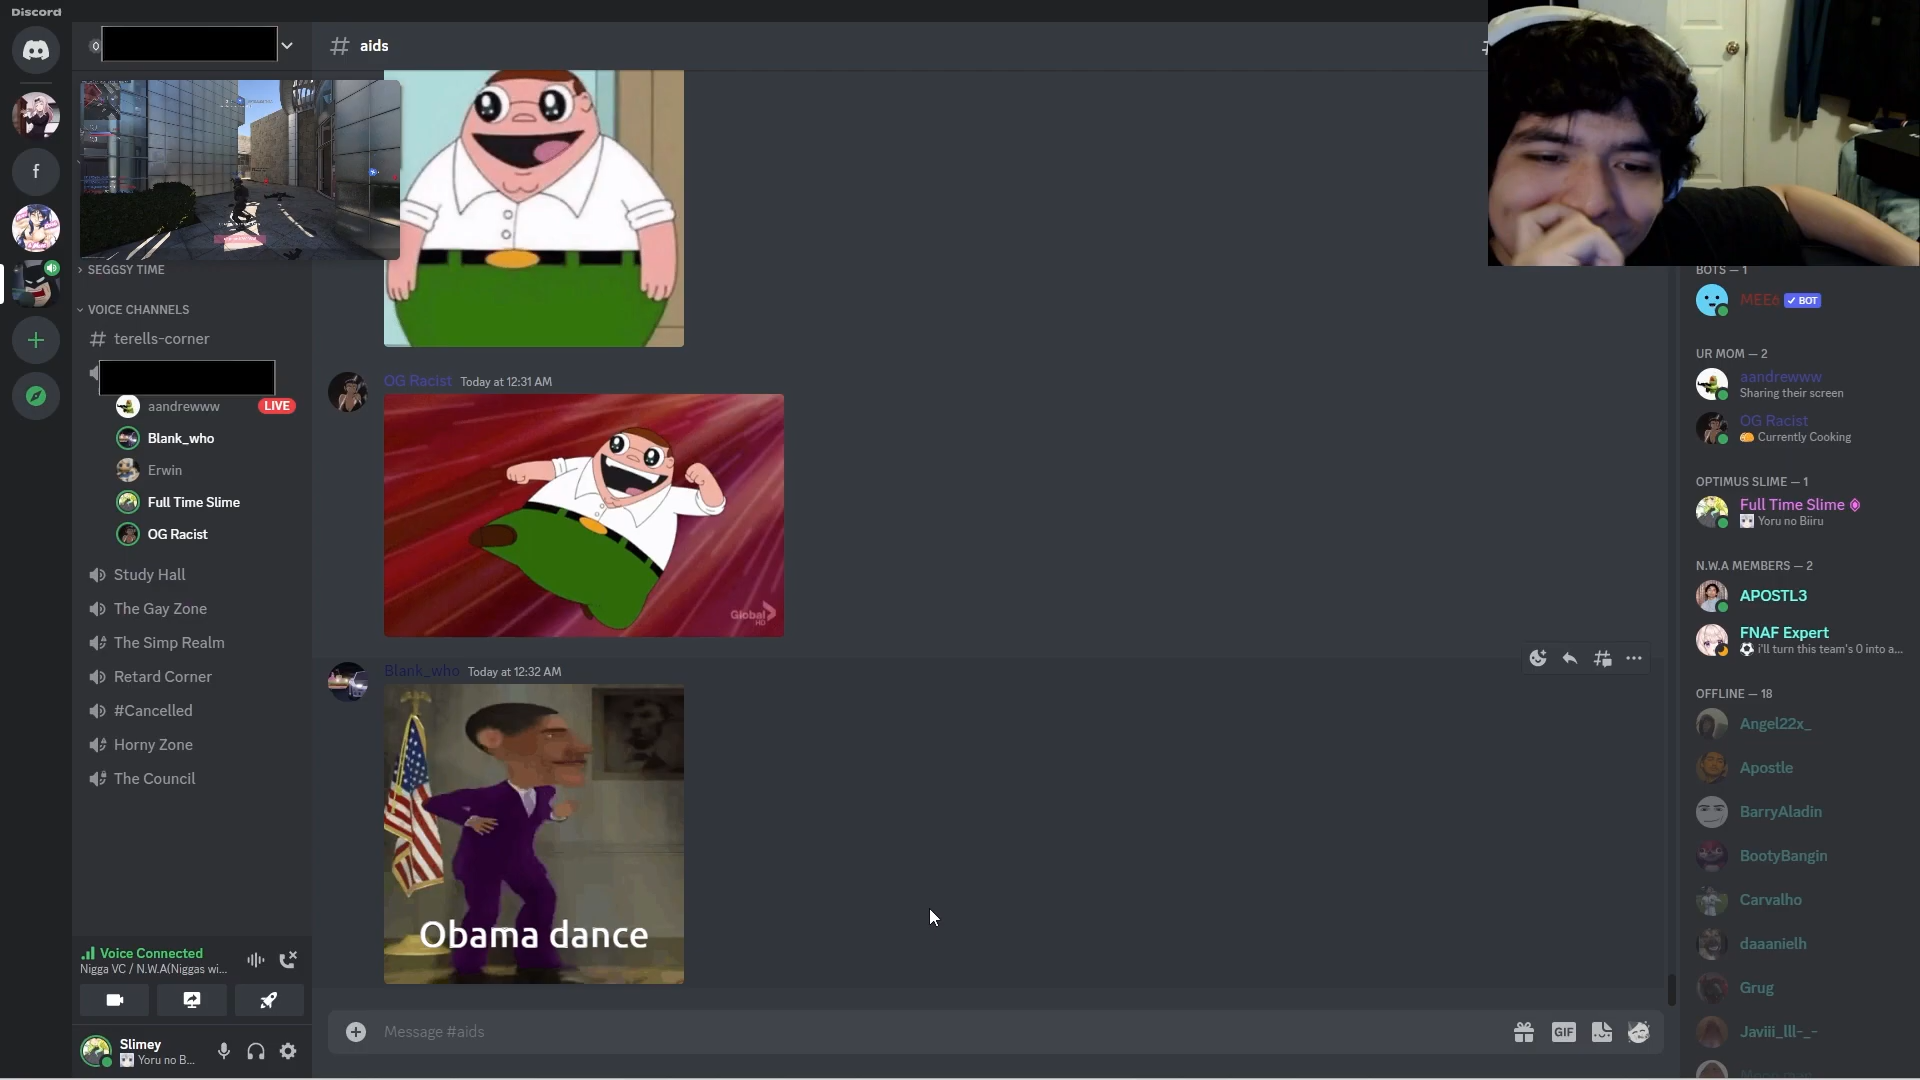 Discord
# aids
f
SEGGSY TIME
VOICE CHANNELS
# terells-corner
aandrewww LIVE
Blank_who
Erwin
Full Time Slime
OG Racist
Study Hall
The Gay Zone
The Simp Realm
Retard Corner
#Cancelled
Horny Zone
The Council
Voice Connected
Nigga VC / N.W.A(Niggas wi...
Slimey
Yoru no B...
OG Racist Today at 12:31 AM
Global
HD
Blank_who Today at 12:32 AM
Obama dance
Message #aids
GIF
BOTS — 1
MEE6 ✓ BOT
UR MOM — 2
aandrewww
Sharing their screen
OG Racist
Currently Cooking
OPTIMUS SLIME — 1
Full Time Slime
Yoru no Biiru
N.W.A MEMBERS — 2
APOSTL3
FNAF Expert
i'll turn this team's 0 into a...
OFFLINE — 18
Angel22x_
Apostle
BarryAladin
BootyBangin
Carvalho
daaanielh
Grug
Javiii_lll-_-